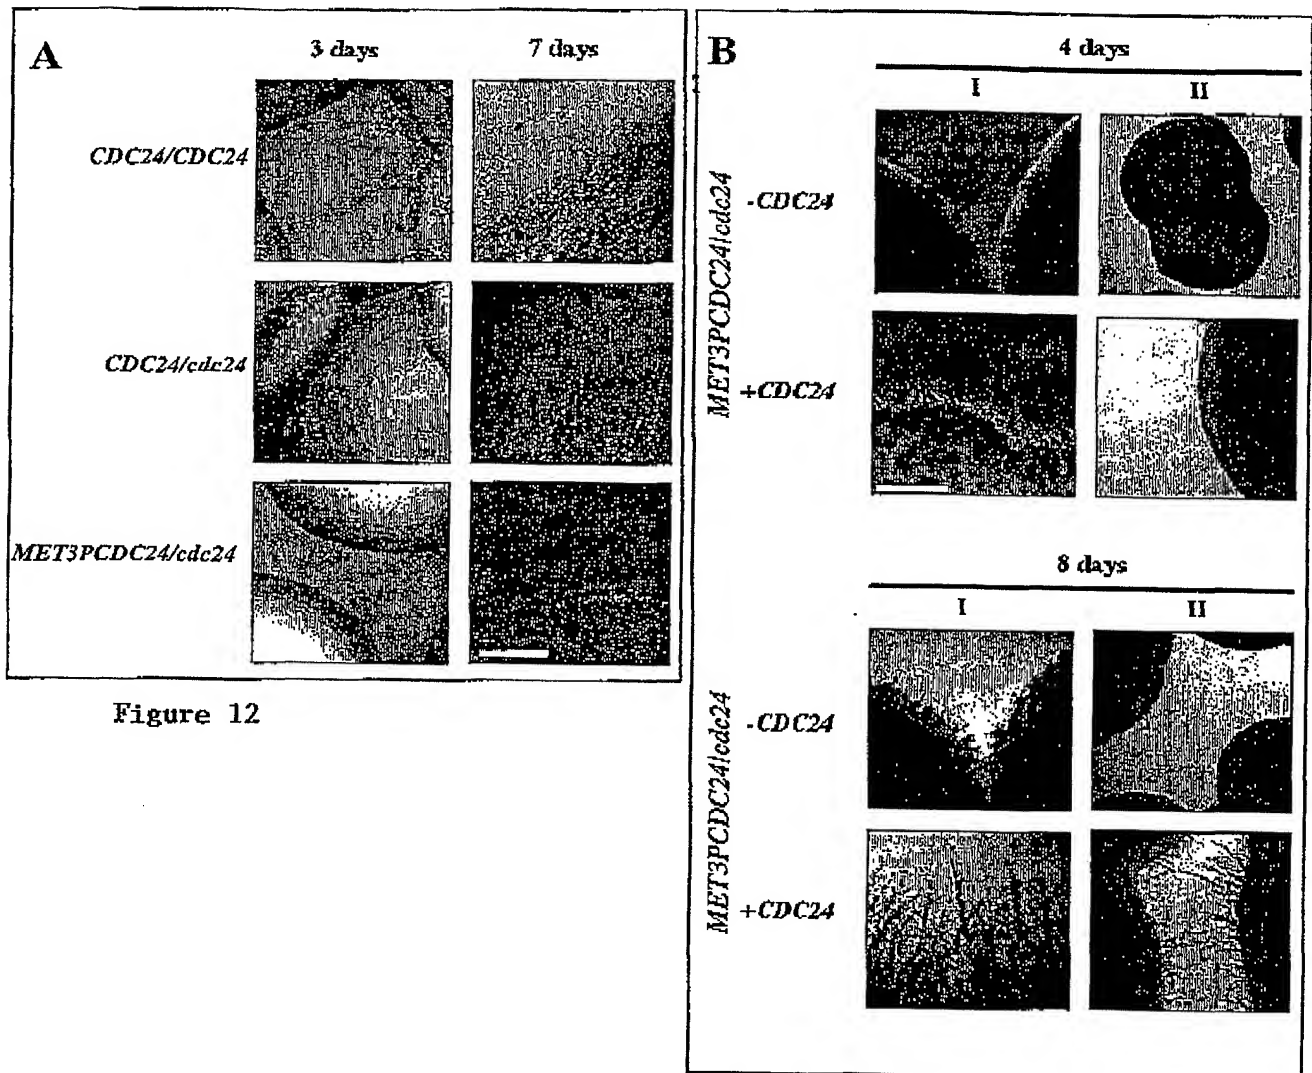 A
3 days 7 days
CDC24/CDC24
CDC24/cdc24
MET3PCDC24/cdc24
Figure 12
B
4 days
I II
MET3PCDC24/cdc24
-CDC24
+CDC24
8 days
I II
MET3PCDC24/cdc24
-CDC24
+CDC24